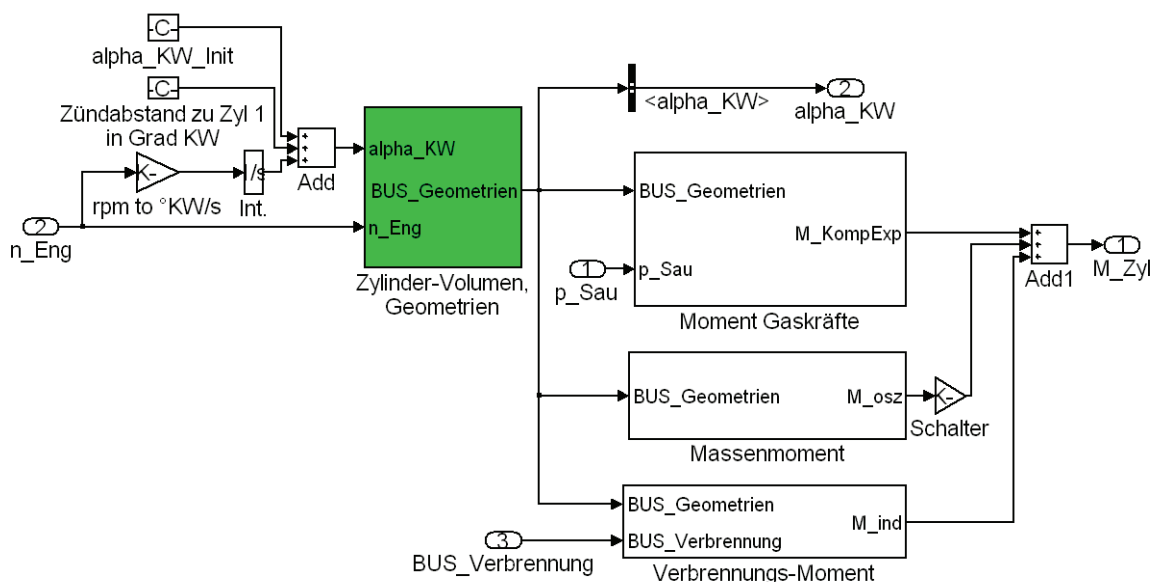 -C-
alpha_KW_Init
-C-
Zündabstand zu Zyl 1
in Grad KW
K-
rpm to °KW/s
1/s
Int.
+
+
+
Add
2
n_Eng
alpha_KW
BUS_Geometrien
n_Eng
Zylinder-Volumen,
Geometrien
<alpha_KW>
2
alpha_KW
BUS_Geometrien
M_KompExp
p_Sau
1
p_Sau
Moment Gaskräfte
BUS_Geometrien
M_osz
K-
Schalter
Massenmoment
BUS_Geometrien
M_ind
BUS_Verbrennung
3
BUS_Verbrennung
Verbrennungs-Moment
+
+
+
Add1
1
M_Zyl